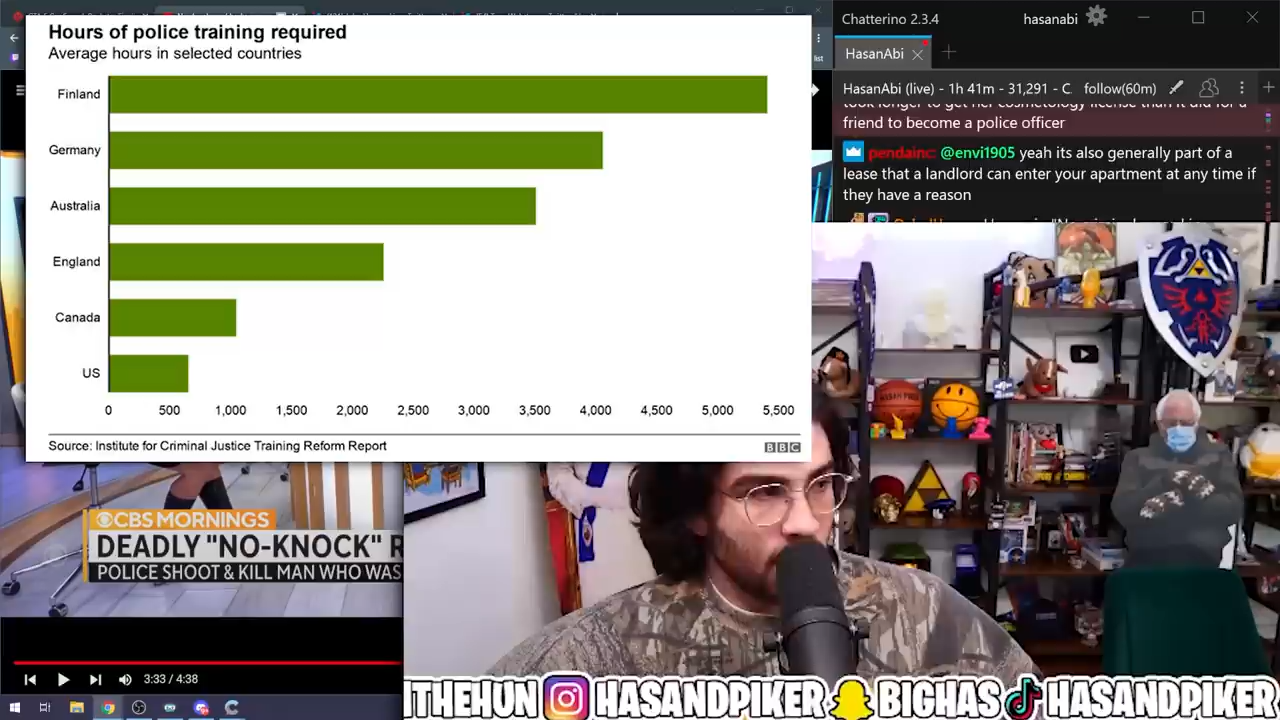 Hours of police training required
Average hours in selected countries
Finland
Germany
Australia
England
Canada
US
0 500 1,000 1,500 2,000 2,500 3,000 3,500 4,000 4,500 5,000 5,500
Source: Institute for Criminal Justice Training Reform Report
BBC
list
Chatterino 2.3.4
hasanabi
HasanAbi
HasanAbi (live) - 1h 41m - 31,291 - C follow(60m)
took longer to get her cosmetology license than it did for a
friend to become a police officer
pendainc: @envi1905 yeah its also generally part of a
lease that a landlord can enter your apartment at any time if
they have a reason
CBS MORNINGS
DEADLY "NO-KNOCK" R
POLICE SHOOT & KILL MAN WHO WAS
3:33 / 4:38
ITHEHUN HASANDPIKER BIGHAS HASANDPIKER